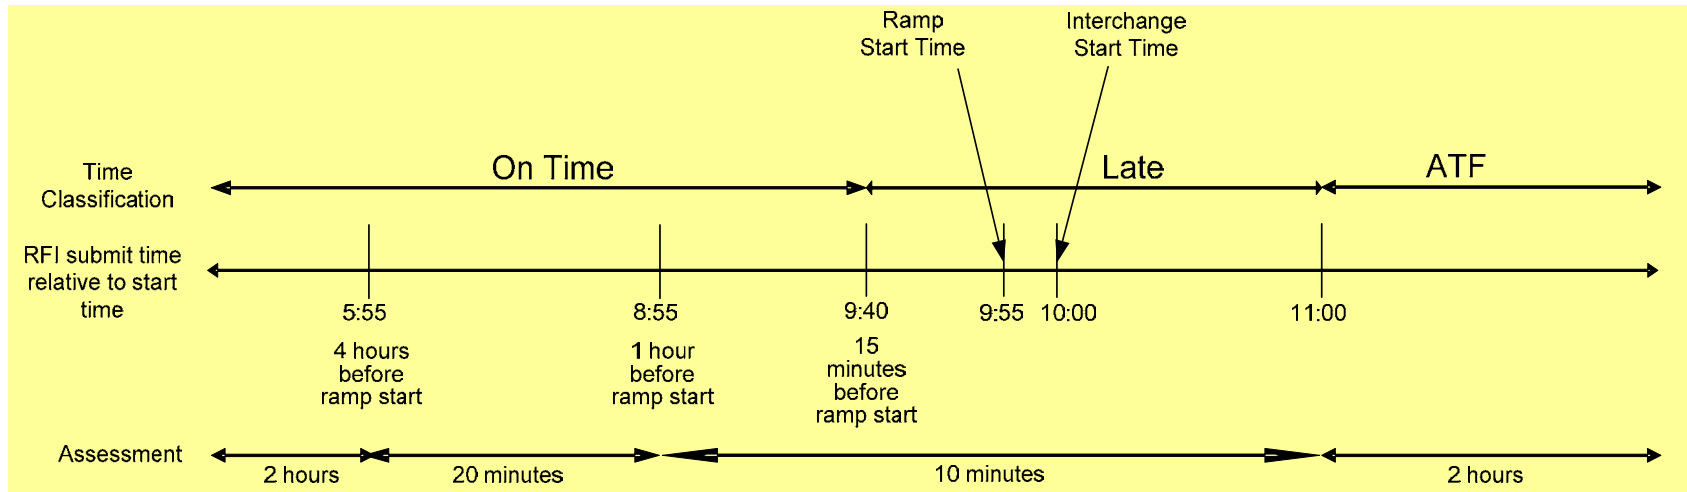 Ramp
Start Time
Interchange
Start Time
Time
Classification
On Time
Late
ATF
RFI submit time
relative to start
time
5:55
8:55
9:40
9:55
10:00
11:00
4 hours
before
ramp start
1 hour
before
ramp start
15
minutes
before
ramp start
Assessment
2 hours
20 minutes
10 minutes
2 hours